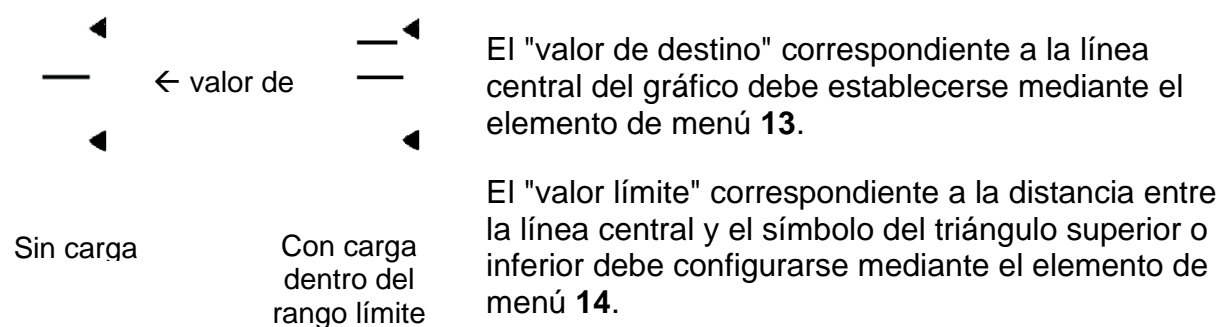 ← valor de
Sin carga
Con carga
dentro del
rango límite
El "valor de destino" correspondiente a la línea
central del gráfico debe establecerse mediante el
elemento de menú 13.
El "valor límite" correspondiente a la distancia entre
la línea central y el símbolo del triángulo superior o
inferior debe configurarse mediante el elemento de
menú 14.